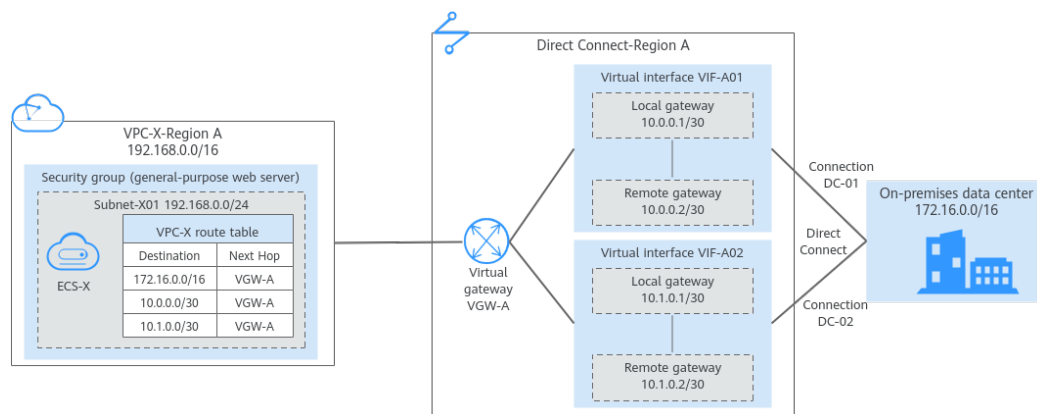 VPC-X-Region A
192.168.0.0/16
Security group (general-purpose web server)
Subnet-X01 192.168.0.0/24
ECS-X
VPC-X route table
Destination Next Hop
172.16.0.0/16 VGW-A
10.0.0.0/30 VGW-A
10.1.0.0/30 VGW-A
Direct Connect-Region A
Virtual
gateway
VGW-A
Virtual interface VIF-A01
Local gateway
10.0.0.1/30
Remote gateway
10.0.0.2/30
Virtual interface VIF-A02
Local gateway
10.1.0.1/30
Remote gateway
10.1.0.2/30
Connection
DC-01
Direct
Connect
Connection
DC-02
On-premises data center
172.16.0.0/16